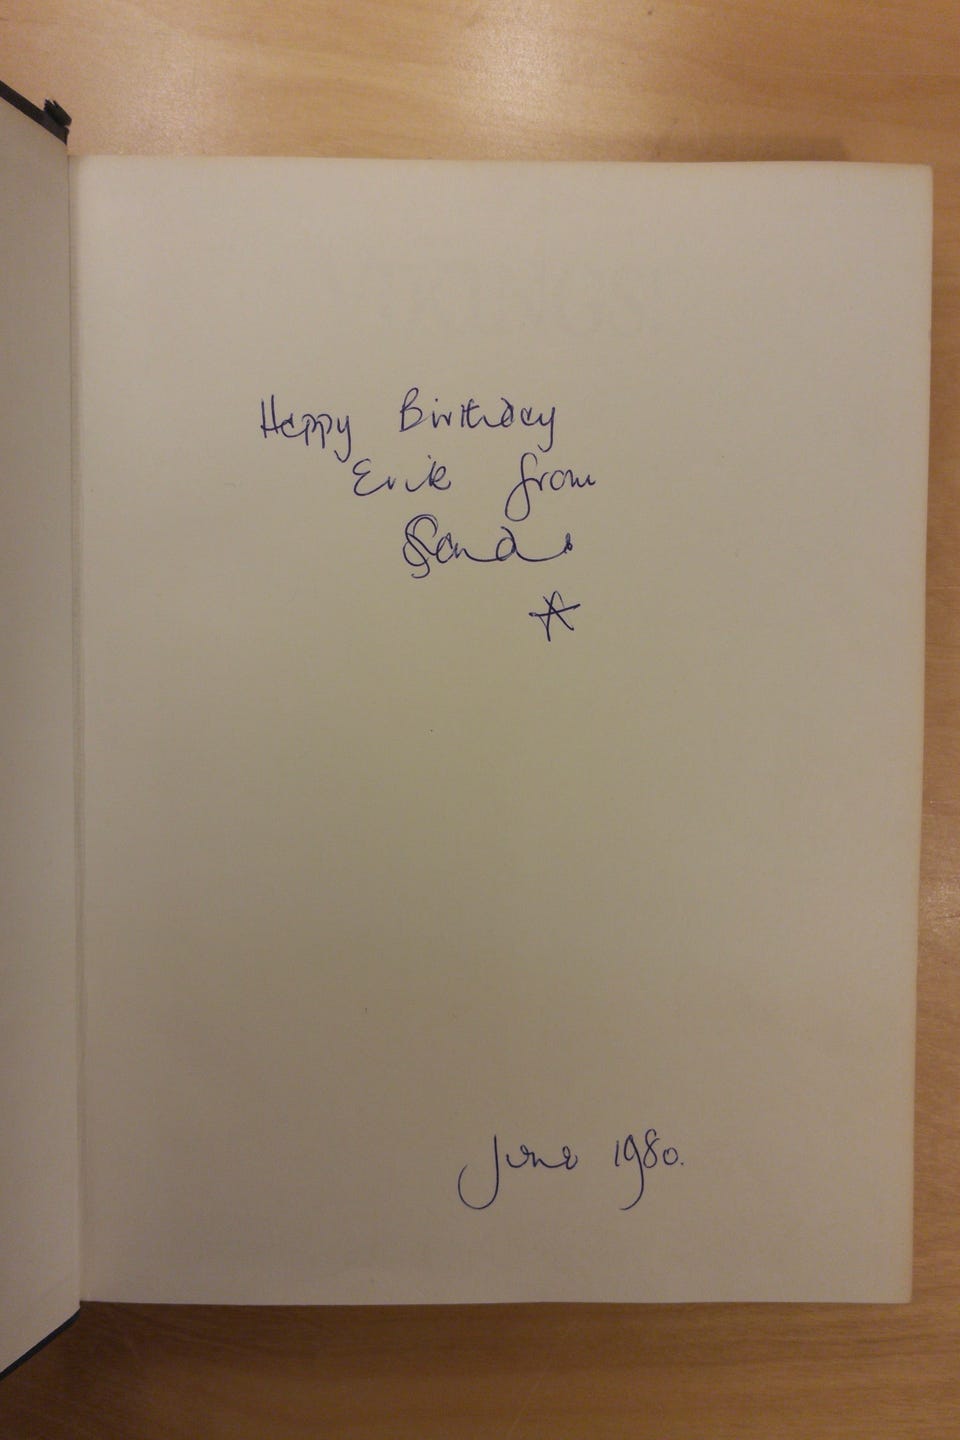 Happy Birthday
Erik from
June 1980.